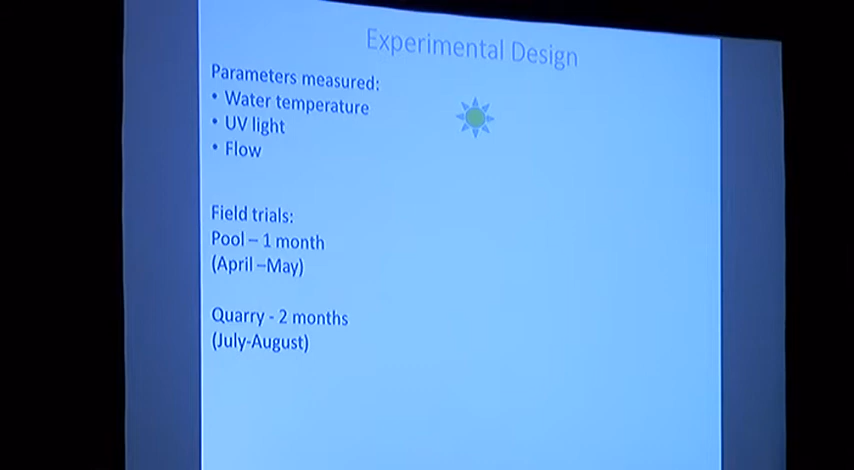 Experimental Design
Parameters measured:
• Water temperature
• UV light
• Flow
Field trials:
Pool – 1 month
(April –May)
Quarry - 2 months
(July-August)